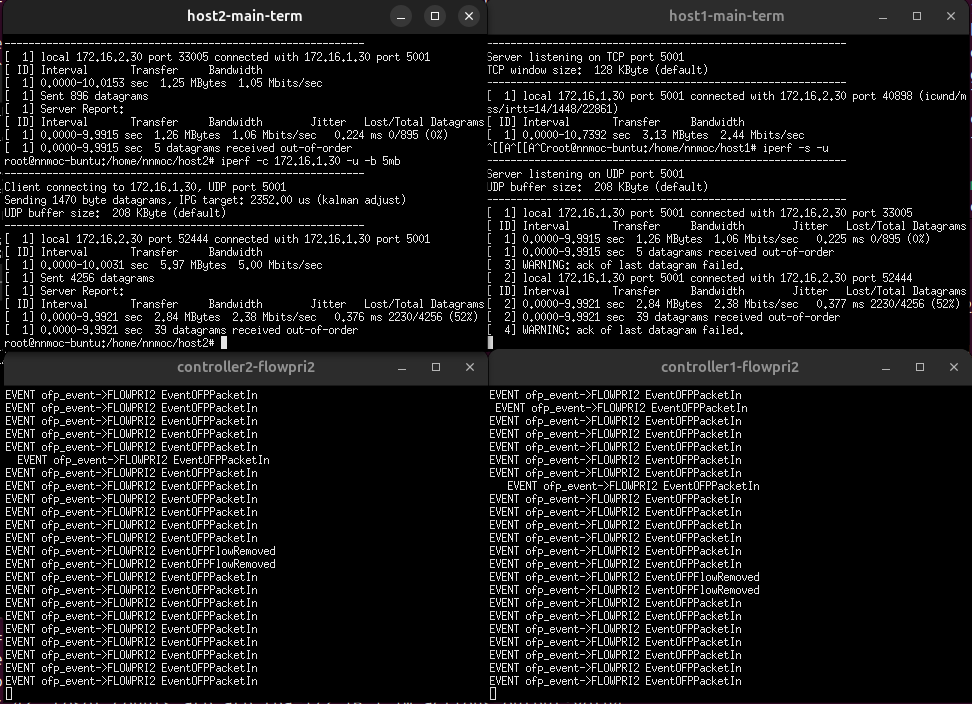 host2-main-term
------------------------------------------------------------
[  1] local 172.16.2.30 port 33005 connected with 172.16.1.30 port 5001
[ ID] Interval       Transfer     Bandwidth
[  1] 0.0000-10.0153 sec  1.25 MBytes  1.05 Mbits/sec
[  1] Sent 896 datagrams
[  1] Server Report:
[ ID] Interval       Transfer     Bandwidth        Jitter   Lost/Total Datagrams
[  1] 0.0000-9.9915 sec  1.26 MBytes  1.06 Mbits/sec   0.224 ms 0/895 (0%)
[  1] 0.0000-9.9915 sec  5 datagrams received out-of-order
root@nnmoc-buntu:/home/nnmoc/host2# iperf -c 172.16.1.30 -u -b 5mb
------------------------------------------------------------
Client connecting to 172.16.1.30, UDP port 5001
Sending 1470 byte datagrams, IPG target: 2352.00 us (kalman adjust)
UDP buffer size:  208 KByte (default)
------------------------------------------------------------
[  1] local 172.16.2.30 port 52444 connected with 172.16.1.30 port 5001
[ ID] Interval       Transfer     Bandwidth
[  1] 0.0000-10.0031 sec  5.97 MBytes  5.00 Mbits/sec
[  1] Sent 4256 datagrams
[  1] Server Report:
[ ID] Interval       Transfer     Bandwidth        Jitter   Lost/Total Datagrams
[  1] 0.0000-9.9921 sec  2.84 MBytes  2.38 Mbits/sec   0.376 ms 2230/4256 (52%)
[  1] 0.0000-9.9921 sec  39 datagrams received out-of-order
root@nnmoc-buntu:/home/nnmoc/host2#
host1-main-term
------------------------------------------------------------
Server listening on TCP port 5001
TCP window size:  128 KByte (default)
------------------------------------------------------------
[  1] local 172.16.1.30 port 5001 connected with 172.16.2.30 port 40898 (icwnd/m
ss/irtt=14/1448/22861)
[ ID] Interval       Transfer     Bandwidth
[  1] 0.0000-10.7392 sec  3.13 MBytes  2.44 Mbits/sec
^[[A^[[A^Croot@nnmoc-buntu:/home/nnmoc/host1# iperf -s -u
------------------------------------------------------------
Server listening on UDP port 5001
UDP buffer size:  208 KByte (default)
------------------------------------------------------------
[  1] local 172.16.1.30 port 5001 connected with 172.16.2.30 port 33005
[ ID] Interval       Transfer     Bandwidth        Jitter   Lost/Total Datagrams
[  1] 0.0000-9.9915 sec  1.26 MBytes  1.06 Mbits/sec   0.225 ms 0/895 (0%)
[  1] 0.0000-9.9915 sec  5 datagrams received out-of-order
[  3] WARNING: ack of last datagram failed.
[  2] local 172.16.1.30 port 5001 connected with 172.16.2.30 port 52444
[ ID] Interval       Transfer     Bandwidth        Jitter   Lost/Total Datagrams
[  2] 0.0000-9.9921 sec  2.84 MBytes  2.38 Mbits/sec   0.377 ms 2230/4256 (52%)
[  2] 0.0000-9.9921 sec  39 datagrams received out-of-order
[  4] WARNING: ack of last datagram failed.
controller2-flowpri2
EVENT ofp_event->FLOWPRI2 EventOFPPacketIn
EVENT ofp_event->FLOWPRI2 EventOFPPacketIn
EVENT ofp_event->FLOWPRI2 EventOFPPacketIn
EVENT ofp_event->FLOWPRI2 EventOFPPacketIn
EVENT ofp_event->FLOWPRI2 EventOFPPacketIn
  EVENT ofp_event->FLOWPRI2 EventOFPPacketIn
EVENT ofp_event->FLOWPRI2 EventOFPPacketIn
EVENT ofp_event->FLOWPRI2 EventOFPPacketIn
EVENT ofp_event->FLOWPRI2 EventOFPPacketIn
EVENT ofp_event->FLOWPRI2 EventOFPPacketIn
EVENT ofp_event->FLOWPRI2 EventOFPPacketIn
EVENT ofp_event->FLOWPRI2 EventOFPPacketIn
EVENT ofp_event->FLOWPRI2 EventOFPFlowRemoved
EVENT ofp_event->FLOWPRI2 EventOFPFlowRemoved
EVENT ofp_event->FLOWPRI2 EventOFPPacketIn
EVENT ofp_event->FLOWPRI2 EventOFPPacketIn
EVENT ofp_event->FLOWPRI2 EventOFPPacketIn
EVENT ofp_event->FLOWPRI2 EventOFPPacketIn
EVENT ofp_event->FLOWPRI2 EventOFPPacketIn
EVENT ofp_event->FLOWPRI2 EventOFPPacketIn
EVENT ofp_event->FLOWPRI2 EventOFPPacketIn
EVENT ofp_event->FLOWPRI2 EventOFPPacketIn
EVENT ofp_event->FLOWPRI2 EventOFPPacketIn
controller1-flowpri2
EVENT ofp_event->FLOWPRI2 EventOFPPacketIn
 EVENT ofp_event->FLOWPRI2 EventOFPPacketIn
EVENT ofp_event->FLOWPRI2 EventOFPPacketIn
EVENT ofp_event->FLOWPRI2 EventOFPPacketIn
EVENT ofp_event->FLOWPRI2 EventOFPPacketIn
EVENT ofp_event->FLOWPRI2 EventOFPPacketIn
EVENT ofp_event->FLOWPRI2 EventOFPPacketIn
   EVENT ofp_event->FLOWPRI2 EventOFPPacketIn
EVENT ofp_event->FLOWPRI2 EventOFPPacketIn
EVENT ofp_event->FLOWPRI2 EventOFPPacketIn
EVENT ofp_event->FLOWPRI2 EventOFPPacketIn
EVENT ofp_event->FLOWPRI2 EventOFPPacketIn
EVENT ofp_event->FLOWPRI2 EventOFPPacketIn
EVENT ofp_event->FLOWPRI2 EventOFPPacketIn
EVENT ofp_event->FLOWPRI2 EventOFPFlowRemoved
EVENT ofp_event->FLOWPRI2 EventOFPFlowRemoved
EVENT ofp_event->FLOWPRI2 EventOFPPacketIn
EVENT ofp_event->FLOWPRI2 EventOFPPacketIn
EVENT ofp_event->FLOWPRI2 EventOFPPacketIn
EVENT ofp_event->FLOWPRI2 EventOFPPacketIn
EVENT ofp_event->FLOWPRI2 EventOFPPacketIn
EVENT ofp_event->FLOWPRI2 EventOFPPacketIn
EVENT ofp_event->FLOWPRI2 EventOFPPacketIn